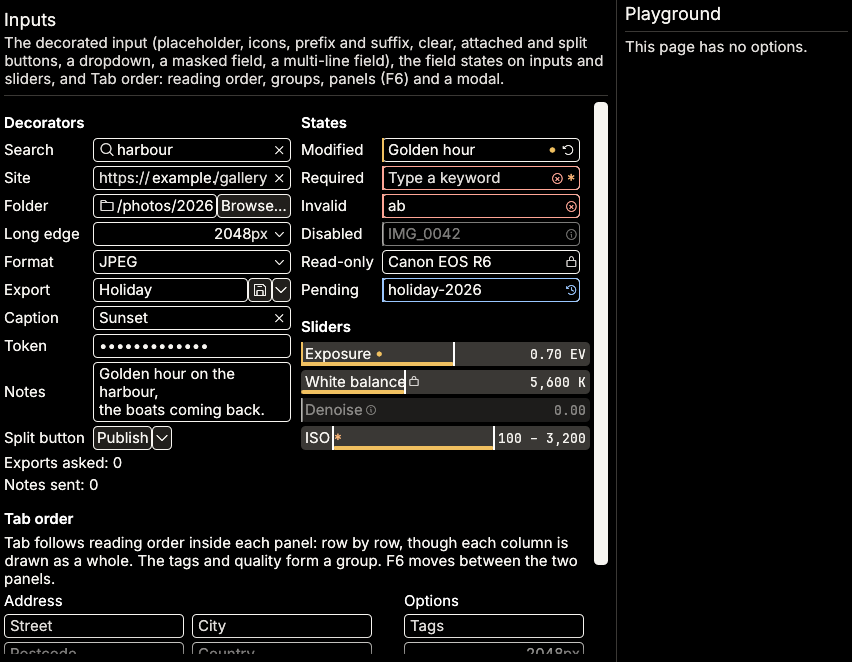 Inputs
The decorated input (placeholder, icons, prefix and suffix, clear, attached and split
buttons, a dropdown, a masked field, a multi-line field), the field states on inputs and
sliders, and Tab order: reading order, groups, panels (F6) and a modal.
Decorators
Search harbour
Site https://example./gallery
Folder /photos/2026 Browse...
Long edge 2048px
Format JPEG
Export Holiday
Caption Sunset
Token •••••••••••••
Notes Golden hour on the
harbour,
the boats coming back.
Split button Publish
Exports asked: 0
Notes sent: 0
States
Modified Golden hour
Required Type a keyword *
Invalid ab
Disabled IMG_0042
Read-only Canon EOS R6
Pending holiday-2026
Sliders
Exposure 0.70 EV
White balance 5,600 K
Denoise 0.00
ISO * 100 – 3,200
Tab order
Tab follows reading order inside each panel: row by row, though each column is
drawn as a whole. The tags and quality form a group. F6 moves between the two
panels.
Address
Street City
Postcode Country
Options
Tags
2048px
Playground
This page has no options.